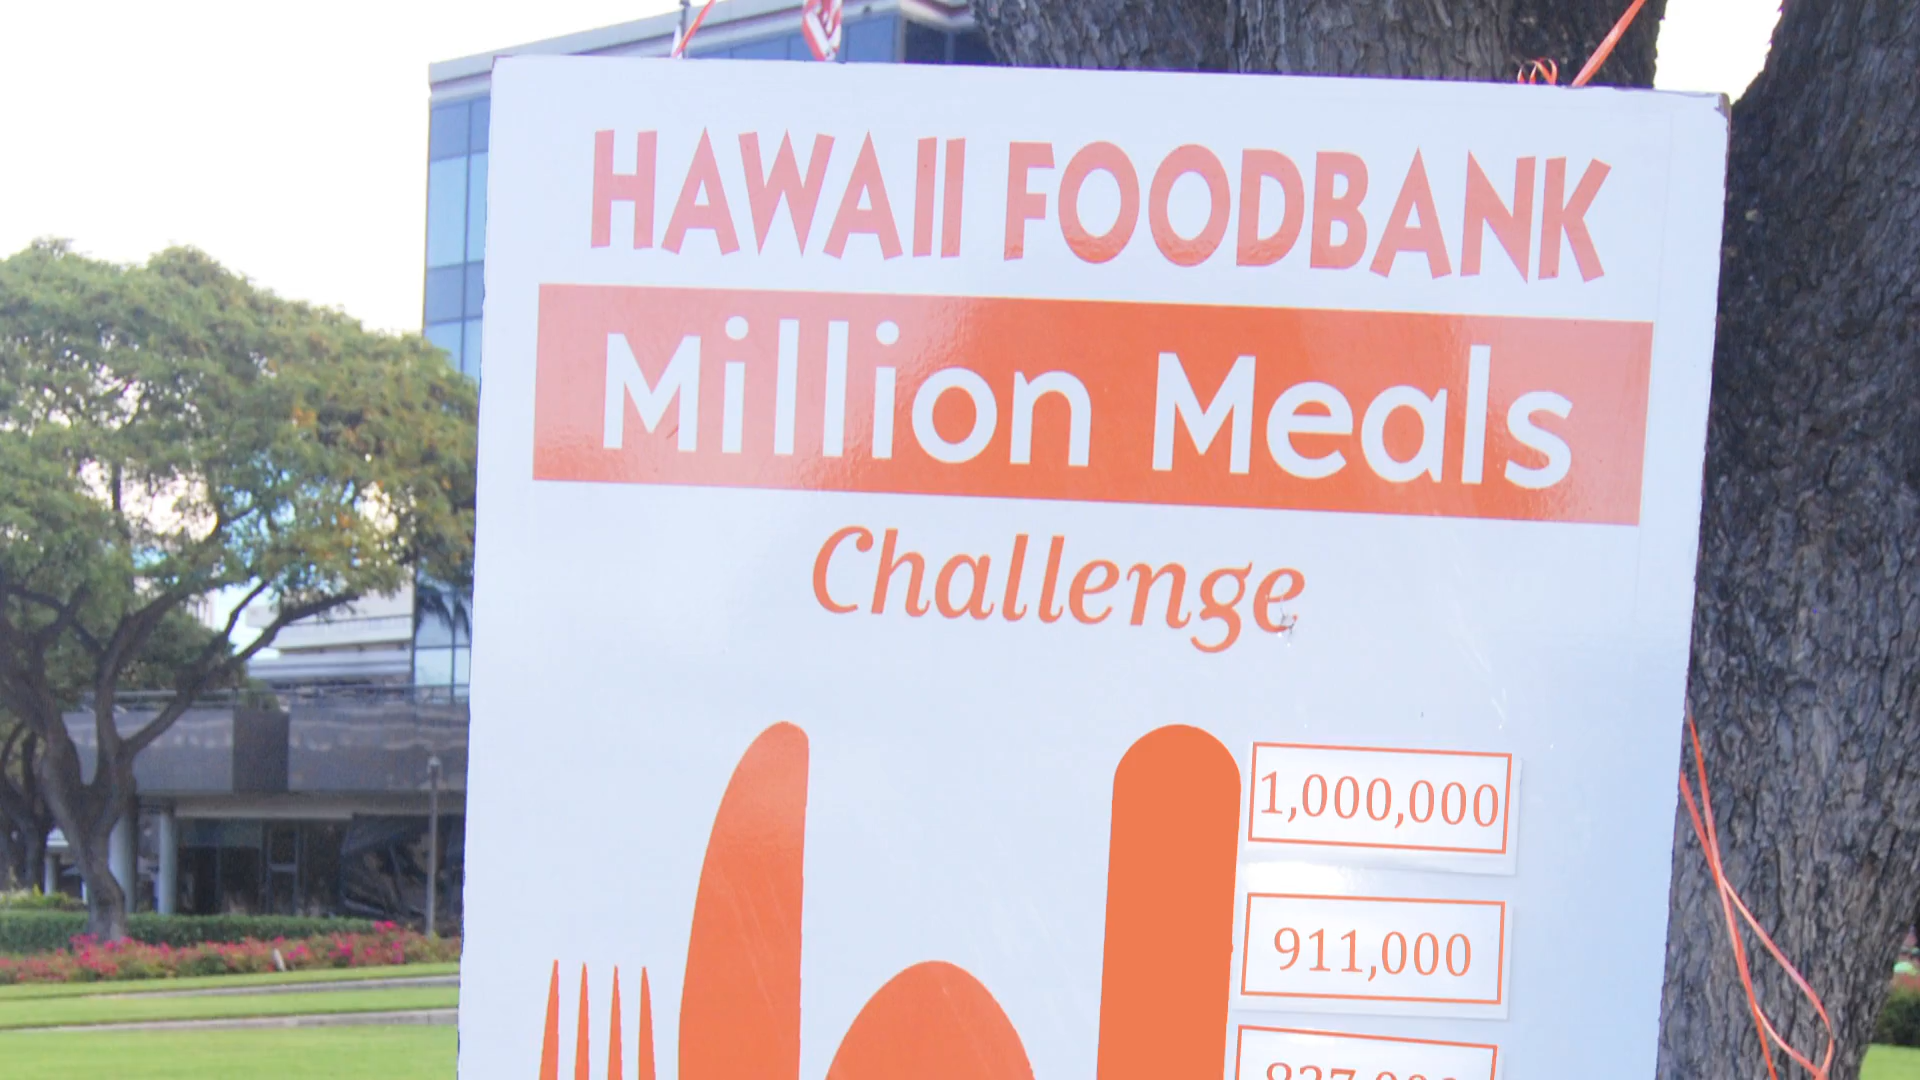 HAWAII FOODBANK
Million Meals
Challenge
1,000,000
911,000